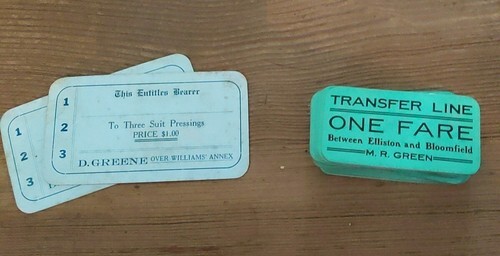 1
This Entitles Bearer
2
To Three Suit Pressings
PRICE $1.00
3
D. GREENE OVER WILLIAMS' ANNEX
1
2
3
TRANSFER LINE
ONE FARE
Between Elliston and Bloomfield
M. R. GREEN